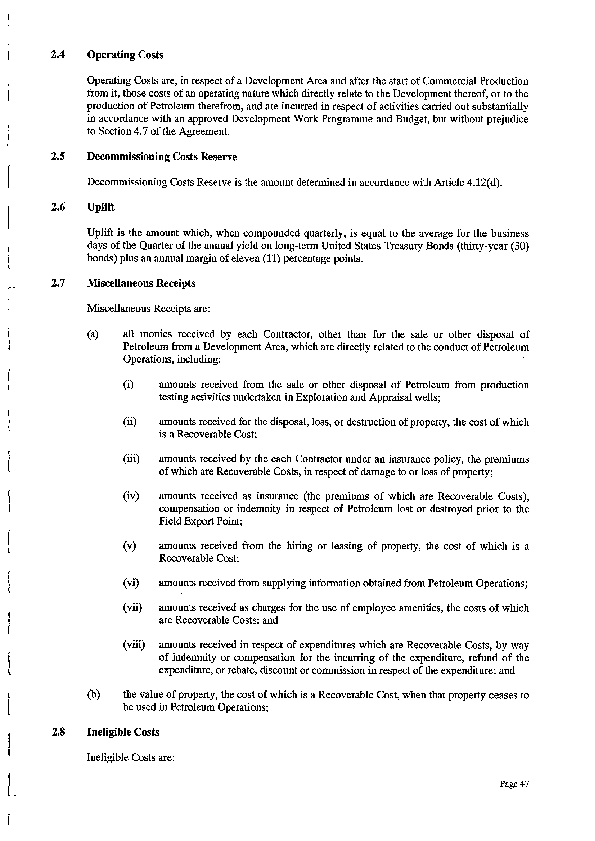 2.4 Operating Costs
Operating Costs are, in respect of a Development Area and after the start of Commercial Production
from it, those costs of an operating nature which directly relate to the Development thereof, or to the
production of Petroleum therefrom, and are incurred in respect of activities carried out substantially
in accordance with an approved Development Work Programme and Budget, but without prejudice
to Section 4.7 of the Agreement.
2.5 Decommissioning Costs Reserve
Decommissioning Costs Reserve is the amount determined in accordance with Article 4.12(d).
2.6 Uplift
Uplift is the amount which, when compounded quarterly, is equal to the average for the business
days of the Quarter of the annual yield on long-term United States Treasury Bonds (thirty-year (30)
bonds) plus an annual margin of eleven (11) percentage points.
2.7 Miscellaneous Receipts
Miscellaneous Receipts are:
(a) all monies received by each Contractor, other than for the sale or other disposal of
Petroleum from a Development Area, which are directly related to the conduct of Petroleum
Operations, including:
(i) amounts received from the sale or other disposal of Petroleum from production
testing activities undertaken in Exploration and Appraisal wells;
(ii) amounts received for the disposal, loss, or destruction of property, the cost of which
is a Recoverable Cost;
(iii) amounts received by the each Contractor under an insurance policy, the premiums
of which are Recoverable Costs, in respect of damage to or loss of property;
(iv) amounts received as insurance (the premiums of which are Recoverable Costs),
compensation or indemnity in respect of Petroleum lost or destroyed prior to the
Field Export Point;
(v) amounts received from the hiring or leasing of property, the cost of which is a
Recoverable Cost;
(vi) amounts received from supplying information obtained from Petroleum Operations;
(vii) amounts received as charges for the use of employee amenities, the costs of which
are Recoverable Costs; and
(viii) amounts received in respect of expenditures which are Recoverable Costs, by way
of indemnity or compensation for the incurring of the expenditure, refund of the
expenditure, or rebate, discount or commission in respect of the expenditure; and
(b) the value of property, the cost of which is a Recoverable Cost, when that property ceases to
be used in Petroleum Operations;
2.8 Ineligible Costs
Ineligible Costs are:
Page 47